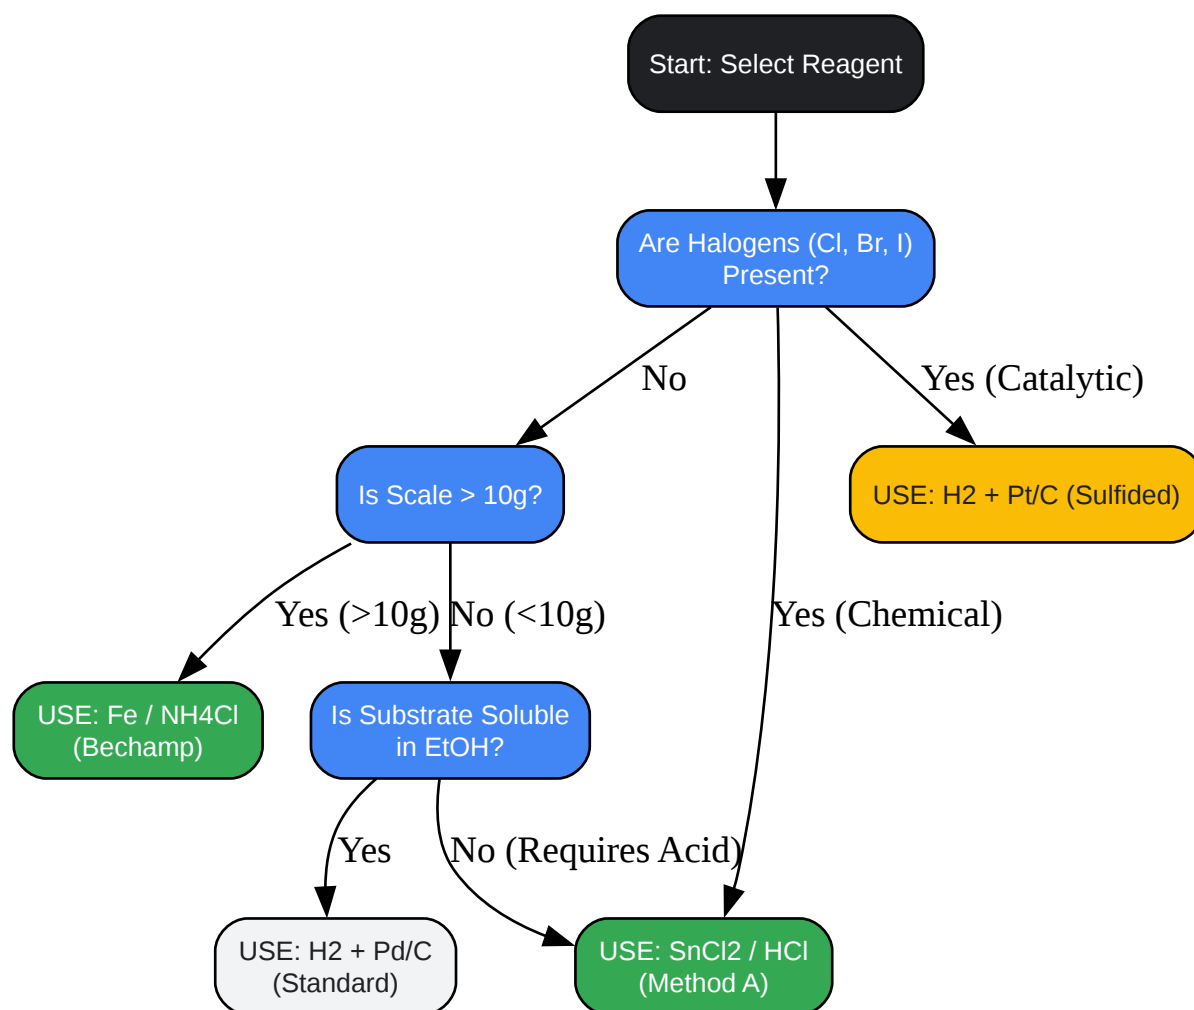 Start: Select Reagent
Are Halogens (Cl, Br, I)
Present?
No
Yes (Catalytic)
Is Scale > 10g?
USE: H2 + Pt/C (Sulfided)
Yes (>10g)
No (<10g)
Yes (Chemical)
USE: Fe / NH4Cl
(Bechamp)
Is Substrate Soluble
in EtOH?
Yes
No (Requires Acid)
USE: H2 + Pd/C
(Standard)
USE: SnCl2 / HCl
(Method A)